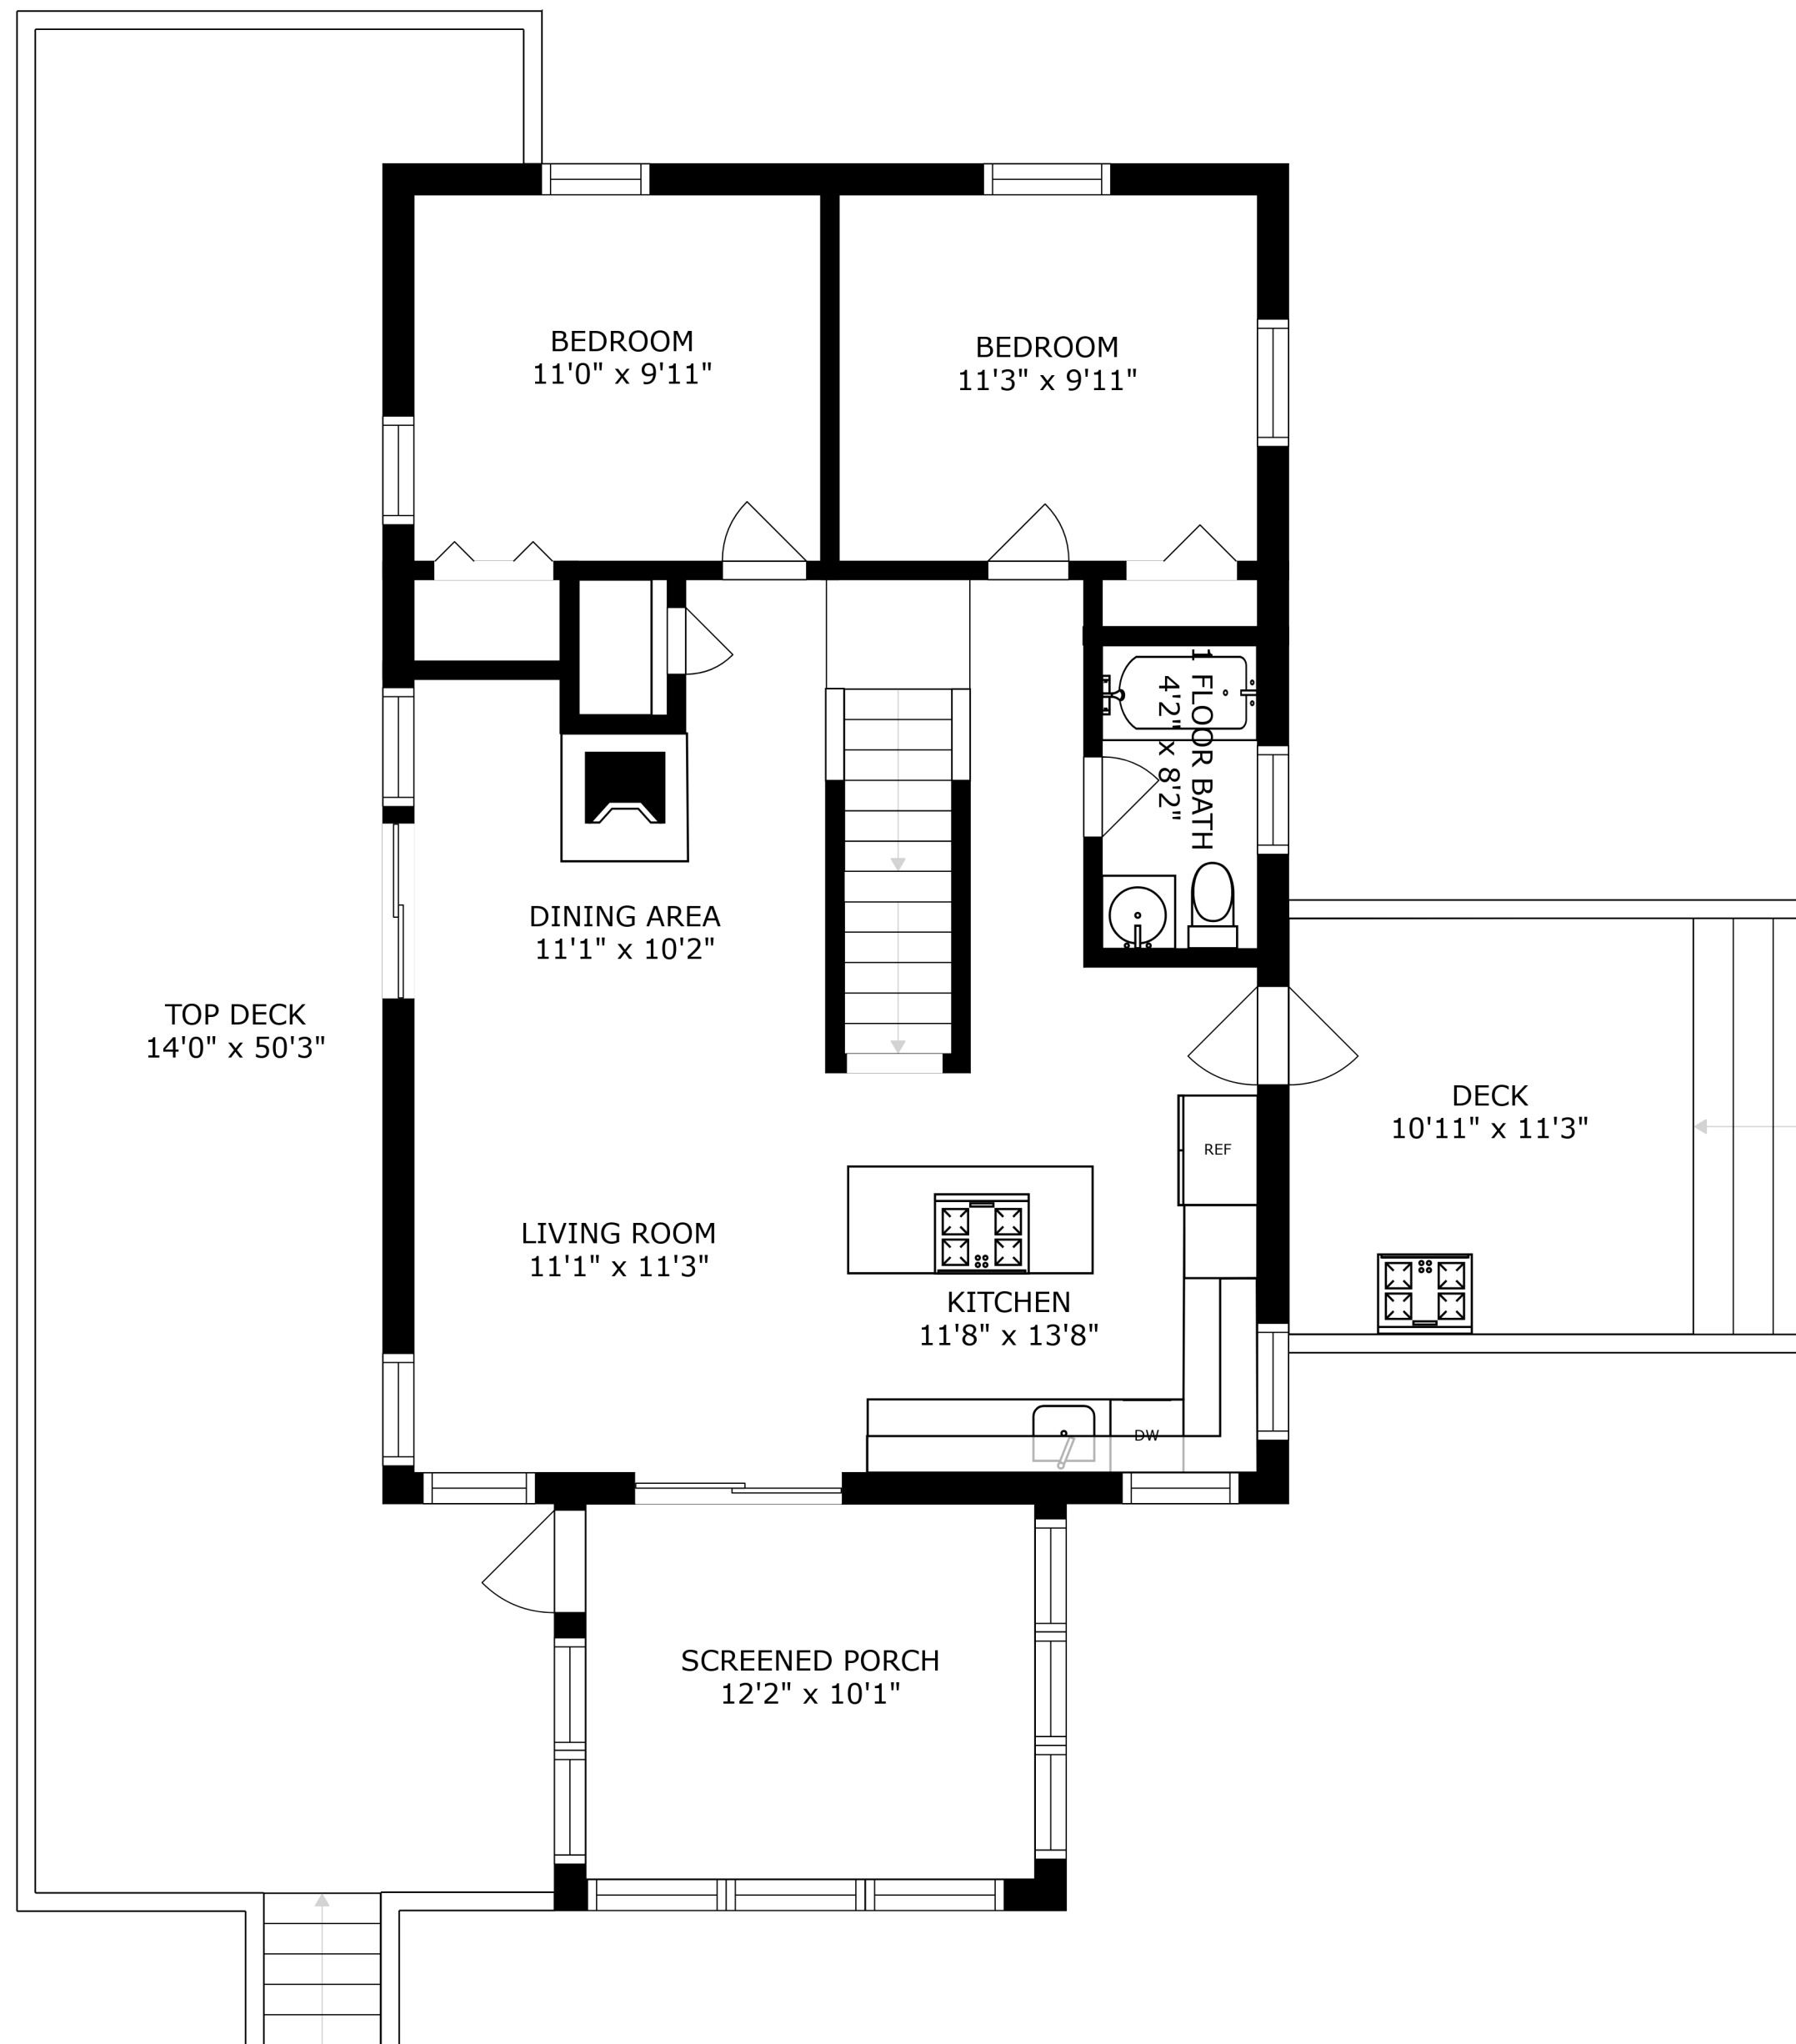 BEDROOM
11'0" x 9'11"
BEDROOM
11'3" x 9'11"
1 FLOOR BATH
4'2" x 8'2"
DINING AREA
11'1" x 10'2"
TOP DECK
14'0" x 50'3"
DECK
10'11" x 11'3"
REF
LIVING ROOM
11'1" x 11'3"
KITCHEN
11'8" x 13'8"
DW
SCREENED PORCH
12'2" x 10'1"